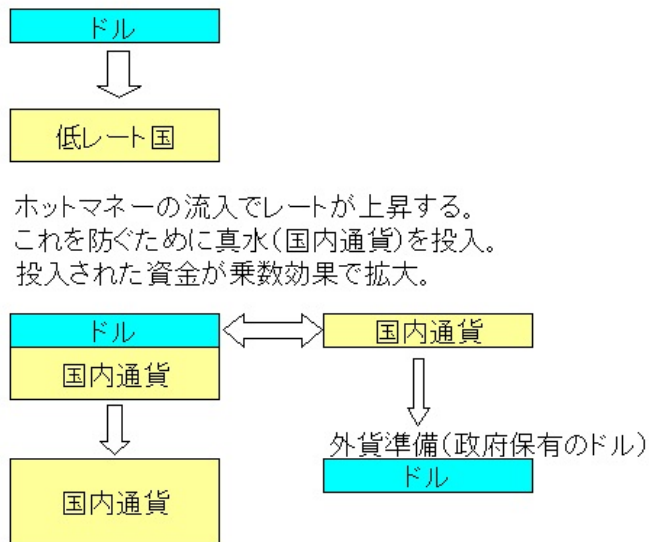 ドル
低レート国
ホットマネーの流入でレートが上昇する。
これを防ぐために真水(国内通貨)を投入。
投入された資金が乗数効果で拡大。
ドル
国内通貨
国内通貨
国内通貨
外貨準備(政府保有のドル)
ドル